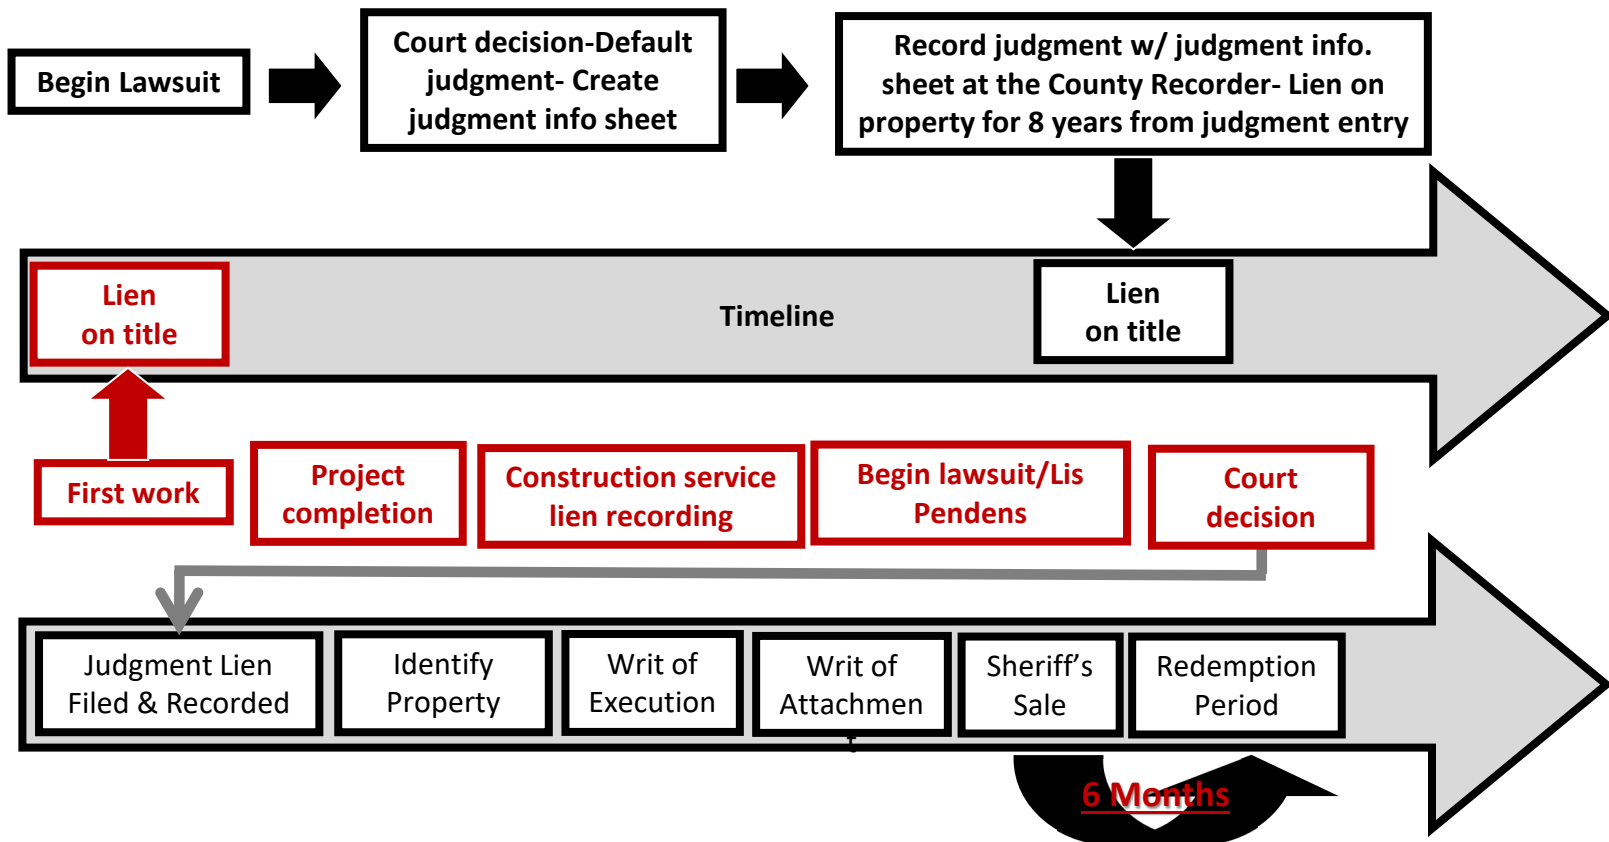 Begin Lawsuit
Court decision-Default
judgment- Create
judgment info sheet
Record judgment w/ judgment info.
sheet at the County Recorder- Lien on
property for 8 years from judgment entry
Lien
on title
Timeline
Lien
on title
First work
Project
completion
Construction service
lien recording
Begin lawsuit/Lis
Pendens
Court
decision
Judgment Lien
Filed & Recorded
Identify
Property
Writ of
Execution
Writ of
Attachmen
t
Sheriff’s
Sale
Redemption
Period
6 Months